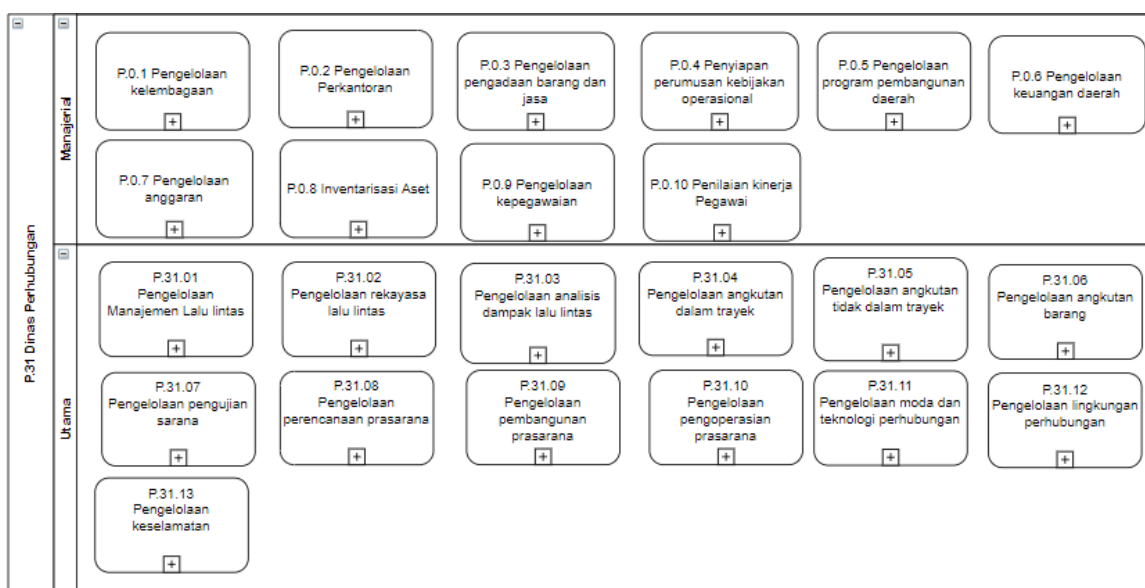 P.31 Dinas Perhubungan
Manajerial
P.0.1 Pengelolaan
kelembagaan
P.0.2 Pengelolaan
Perkantoran
P.0.3 Pengelolaan
pengadaan barang dan
jasa
P.0.4 Penyiapan
perumusan kebijakan
operasional
P.0.5 Pengelolaan
program pembangunan
daerah
P.0.6 Pengelolaan
keuangan daerah
P.0.7 Pengelolaan
anggaran
P.0.8 Inventarisasi Aset
P.0.9 Pengelolaan
kepegawaian
P.0.10 Penilaian kinerja
Pegawai
Utama
P.31.01
Pengelolaan
Manajemen Lalu lintas
P.31.02
Pengelolaan rekayasa
lalu lintas
P.31.03
Pengelolaan analisis
dampak lalu lintas
P.31.04
Pengelolaan angkutan
dalam trayek
P.31.05
Pengelolaan angkutan
tidak dalam trayek
P.31.06
Pengelolaan angkutan
barang
P.31.07
Pengelolaan pengujian
sarana
P.31.08
Pengelolaan
perencanaan prasarana
P.31.09
Pengelolaan
pembangunan
prasarana
P.31.10
Pengelolaan
pengoperasian
prasarana
P.31.11
Pengelolaan moda dan
teknologi perhubungan
P.31.12
Pengelolaan lingkungan
perhubungan
P.31.13
Pengelolaan
keselamatan